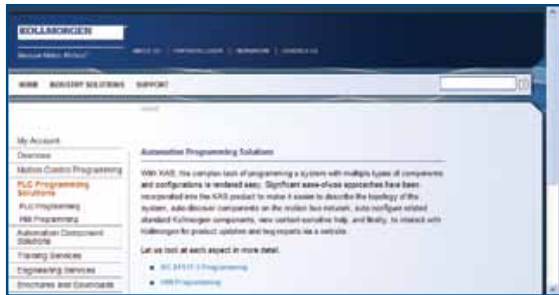 KOLLMORGEN
Because Motion Matters™
ABOUT US | PARTNERS LOGIN | NEWSROOM | CONTACT US
HOME INDUSTRY SOLUTIONS SUPPORT
My Account
Overview
Motion Control Programming
PLC Programming
Solutions
PLC Programming
HMI Programming
Automation Component
Solutions
Training Services
Engineering Services
Brochures and Downloads
Automation Programming Solutions
With KAS, the complex task of programming a system with multiple types of components
and configurations is rendered easy. Significant ease-of-use approaches have been
incorporated into the KAS product to make it easier to describe the topology of the
system, auto-discover components on the motion bus network, auto-configure related
standard Kollmorgen components, view context-sensitive help, and finally, to interact with
Kollmorgen for product updates and bug reports via a website.
Let us look at each aspect in more detail.
IEC 61131-3 Programming
HMI Programming